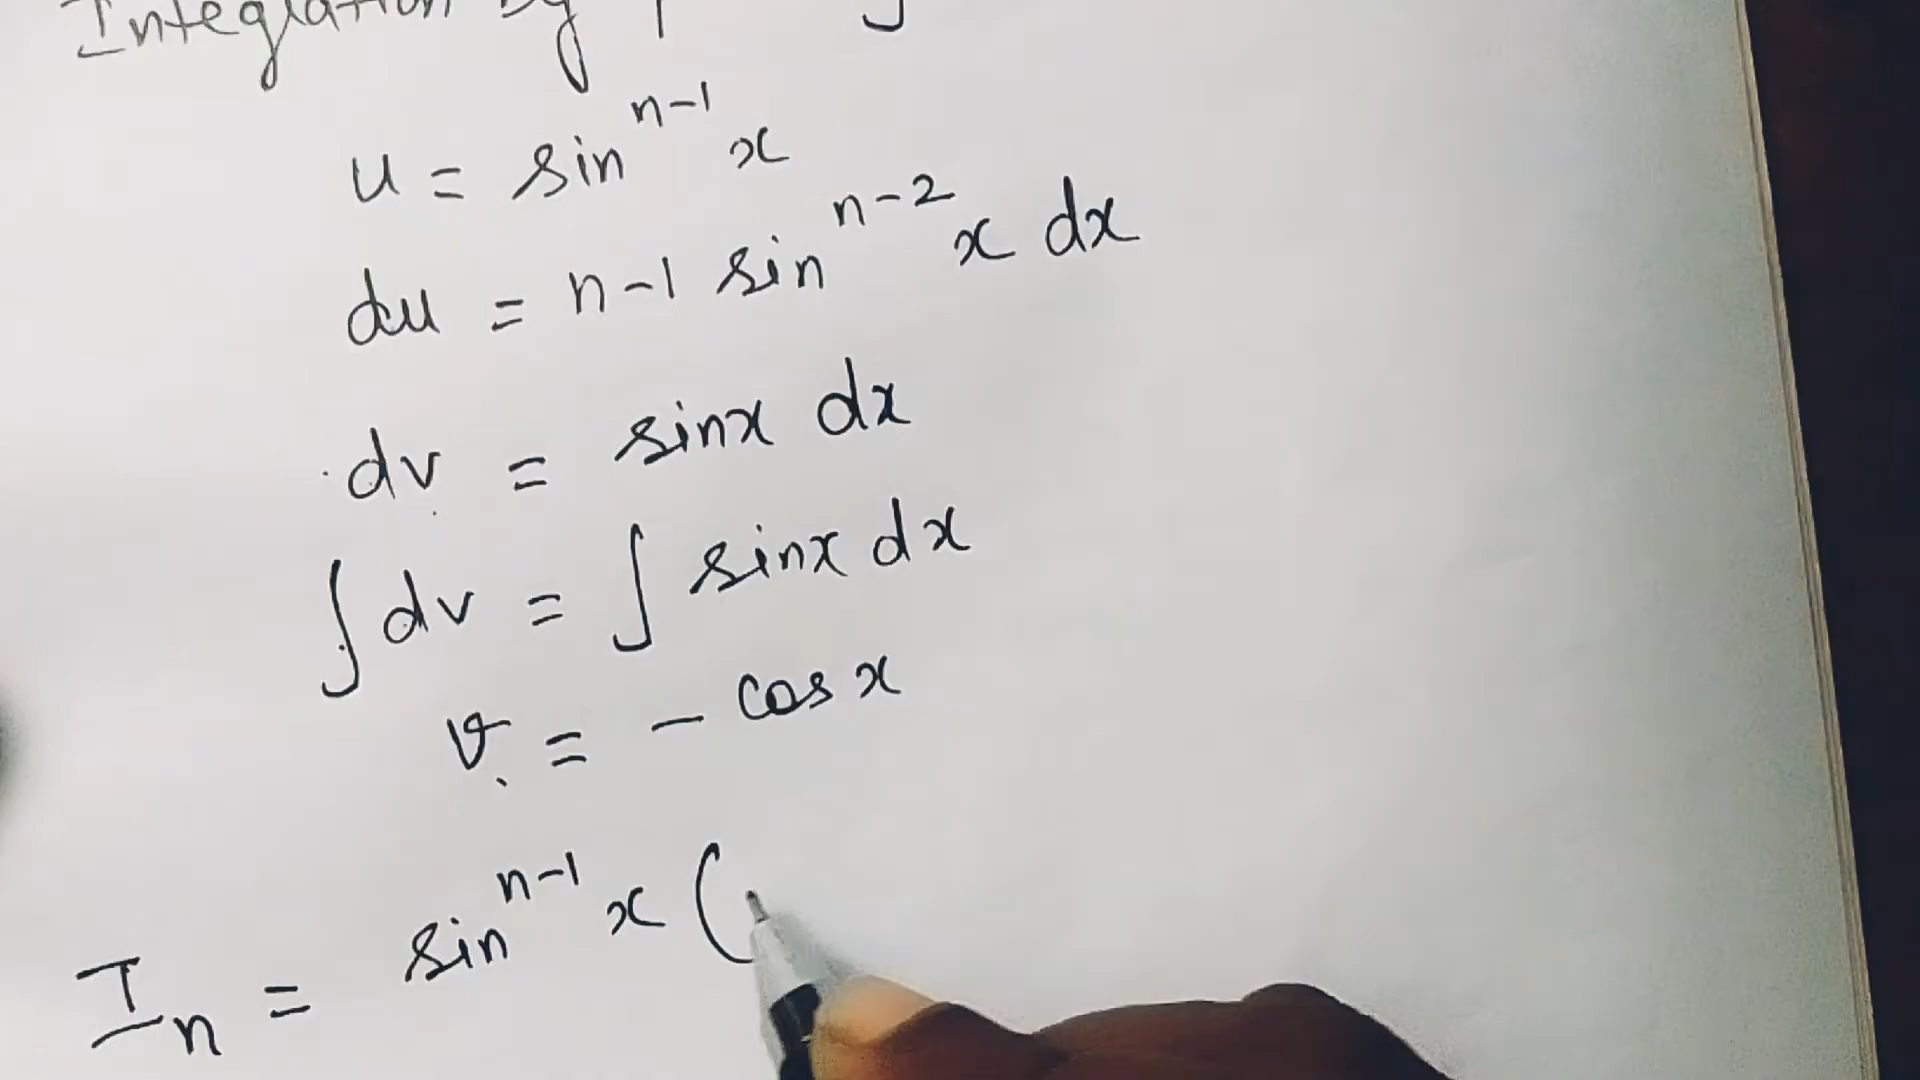 Integration by
u = sin^{n-1} x
du = n-1 sin^{n-2} x dx
dv = sinx dx
∫ dv = ∫ sinx dx
v = - cos x
I_n = sin^{n-1} x (